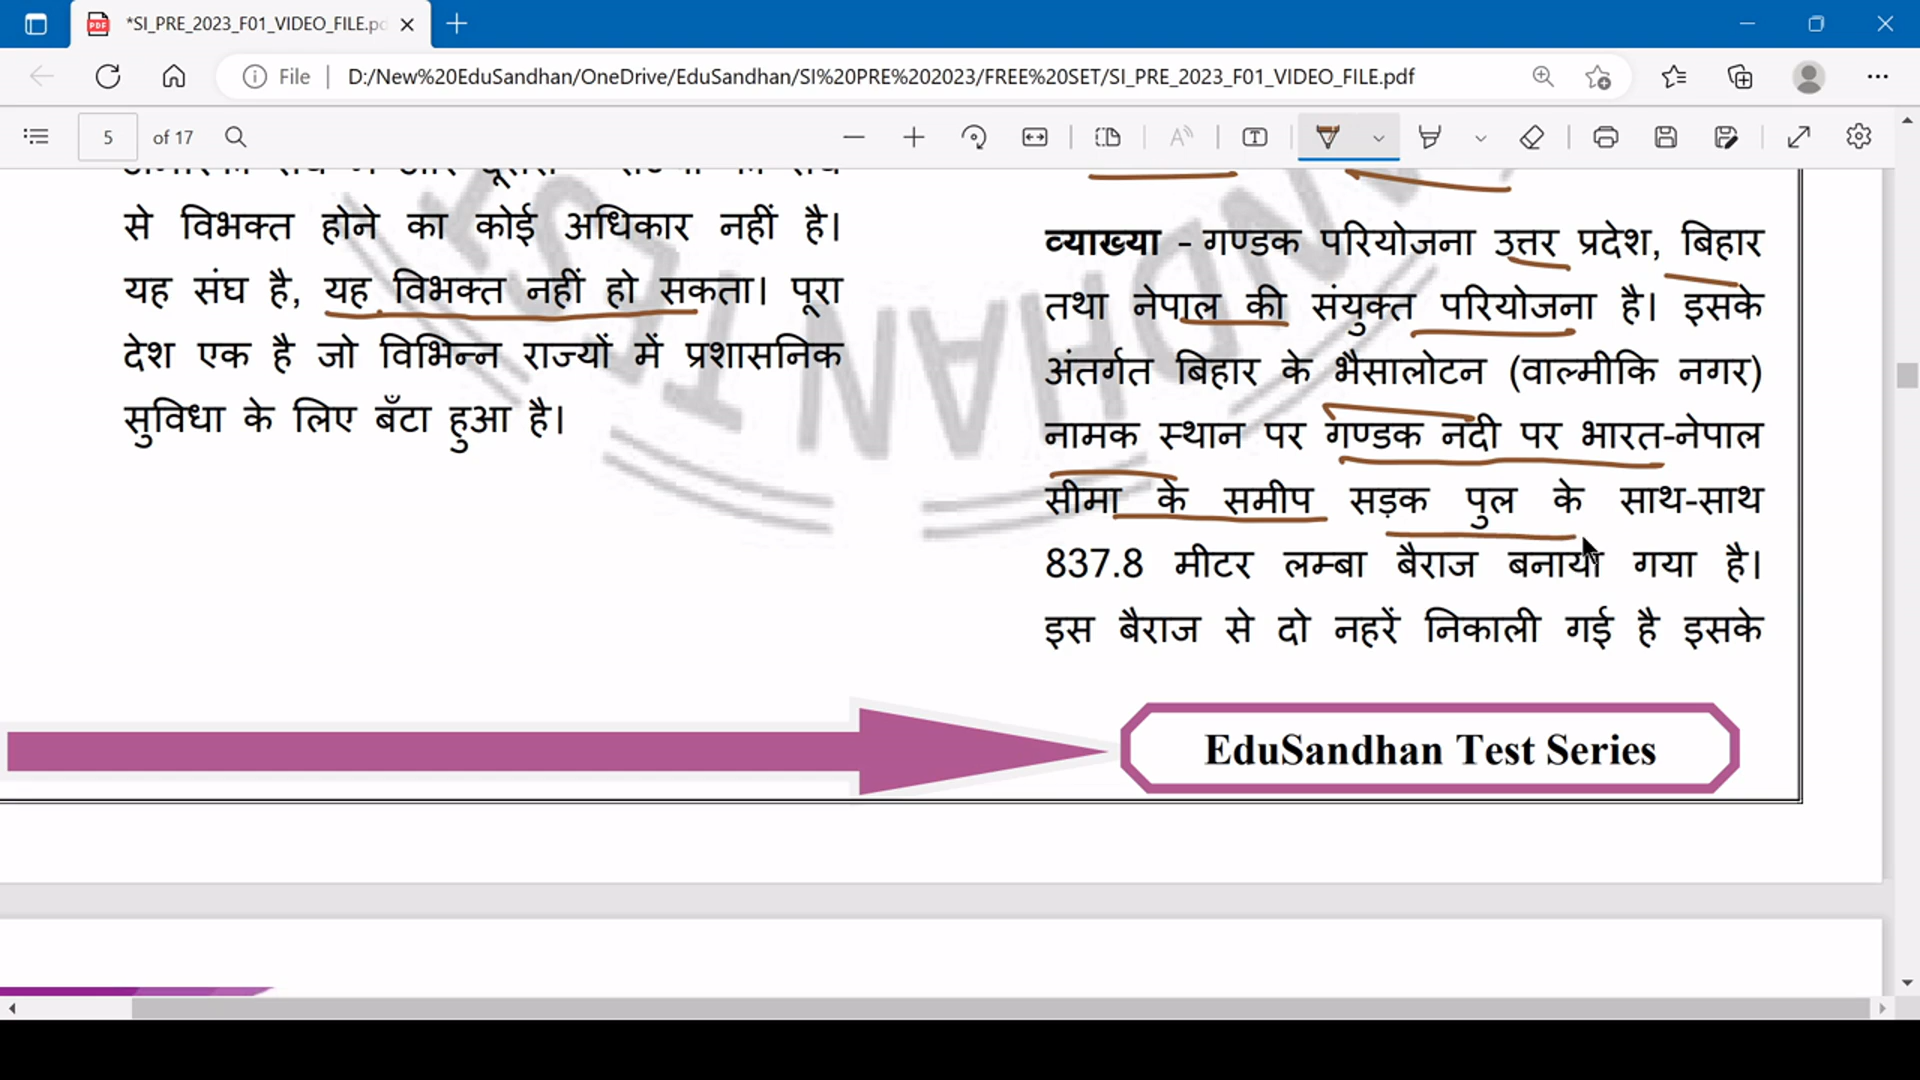 *SI_PRE_2023_F01_VIDEO_FILE.pd
File
D:/New%20EduSandhan/OneDrive/EduSandhan/SI%20PRE%202023/FREE%20SET/SI_PRE_2023_F01_VIDEO_FILE.pdf
5 of 17
से विभक्त होने का कोई अधिकार नहीं है।
यह संघ है, यह विभक्त नहीं हो सकता। पूरा
देश एक है जो विभिन्न राज्यों में प्रशासनिक
सुविधा के लिए बँटा हुआ है।
व्याख्या - गण्डक परियोजना उत्तर प्रदेश, बिहार
तथा नेपाल की संयुक्त परियोजना है। इसके
अंतर्गत बिहार के भैसालोटन (वाल्मीकि नगर)
नामक स्थान पर गण्डक नदी पर भारत-नेपाल
सीमा के समीप सड़क पुल के साथ-साथ
837.8 मीटर लम्बा बैराज बनाया गया है।
इस बैराज से दो नहरें निकाली गई है इसके
EduSandhan Test Series